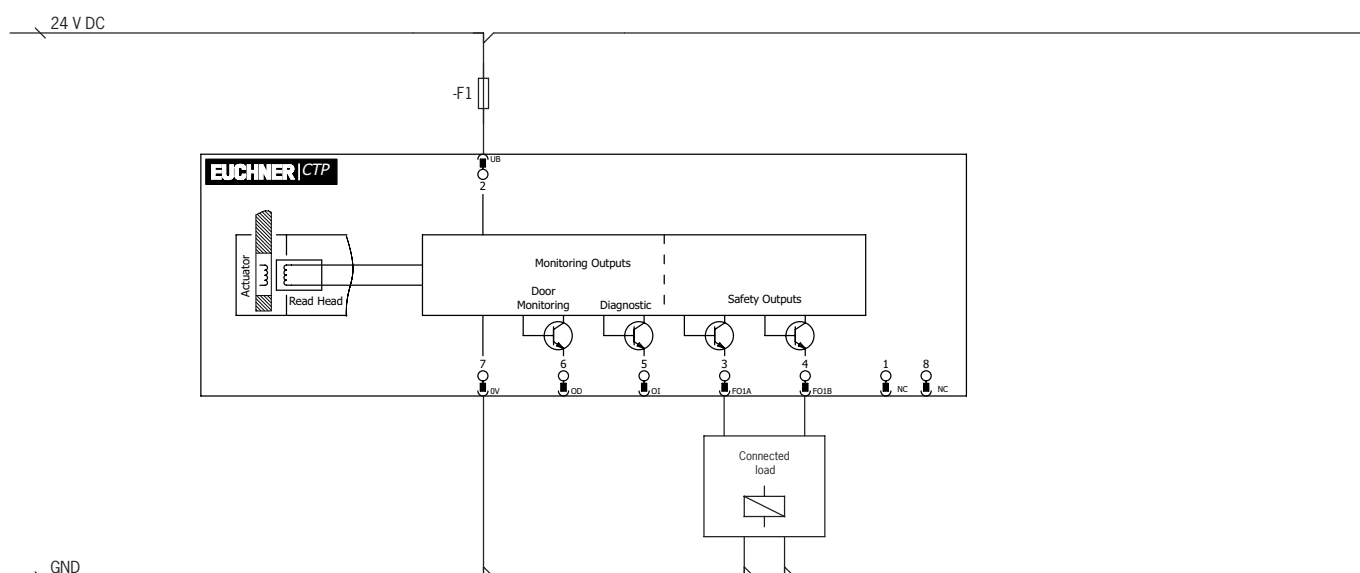 24 V DC
-F1
EUCHNER CTP
UB
2
Actuator
Read Head
Monitoring Outputs
Door
Monitoring
Diagnostic
Safety Outputs
7
6
5
3
4
1
8
0V
OD
OI
FO1A
FO1B
NC
NC
Connected
load
GND